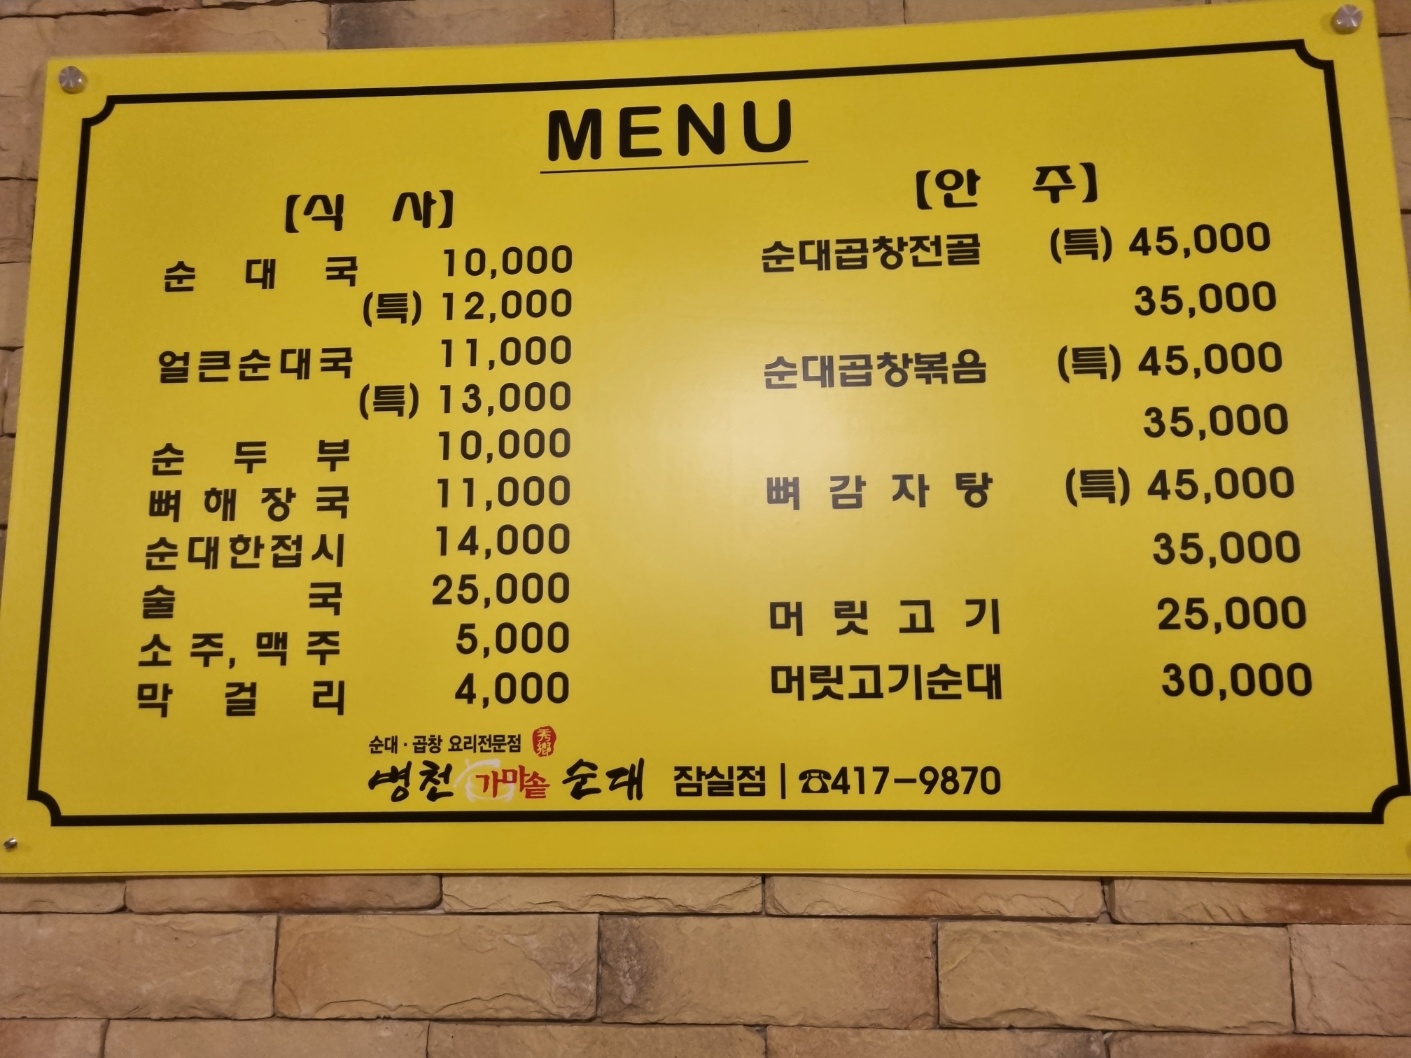 MENU
[식 사]
순 대 국 10,000
(특) 12,000
얼큰순대국 11,000
(특) 13,000
순 두 부 10,000
뼈 해 장 국 11,000
순대한접시 14,000
술 국 25,000
소 주, 맥 주 5,000
막 걸 리 4,000
[안 주]
순대곱창전골 (특) 45,000
35,000
순대곱창볶음 (특) 45,000
35,000
뼈 감 자 탕 (특) 45,000
35,000
머 릿 고 기 25,000
머릿고기순대 30,000
순대·곱창 요리전문점
병천 가마솥 순대 잠실점 | ☎417-9870